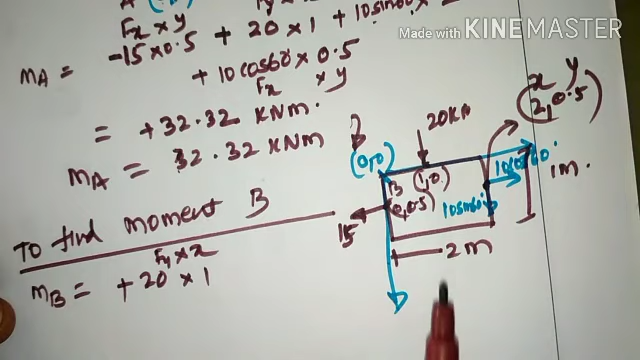 Made with KINEMASTER
A
Fx x y
-15 x 0.5 + 20 x 1 + 10sin60 x
MA =
+ 10cos60 x 0.5
Fx x y
= + 32.32 KNm.
MA = 32.32 KNm
To find moment B
Fy x x
MB = + 20 x 1
x y
(2, 0.5)
20KN
(0,0)
10cos60°
B (1,0)
(0,0.5)
1m.
10sin60°
15
2m